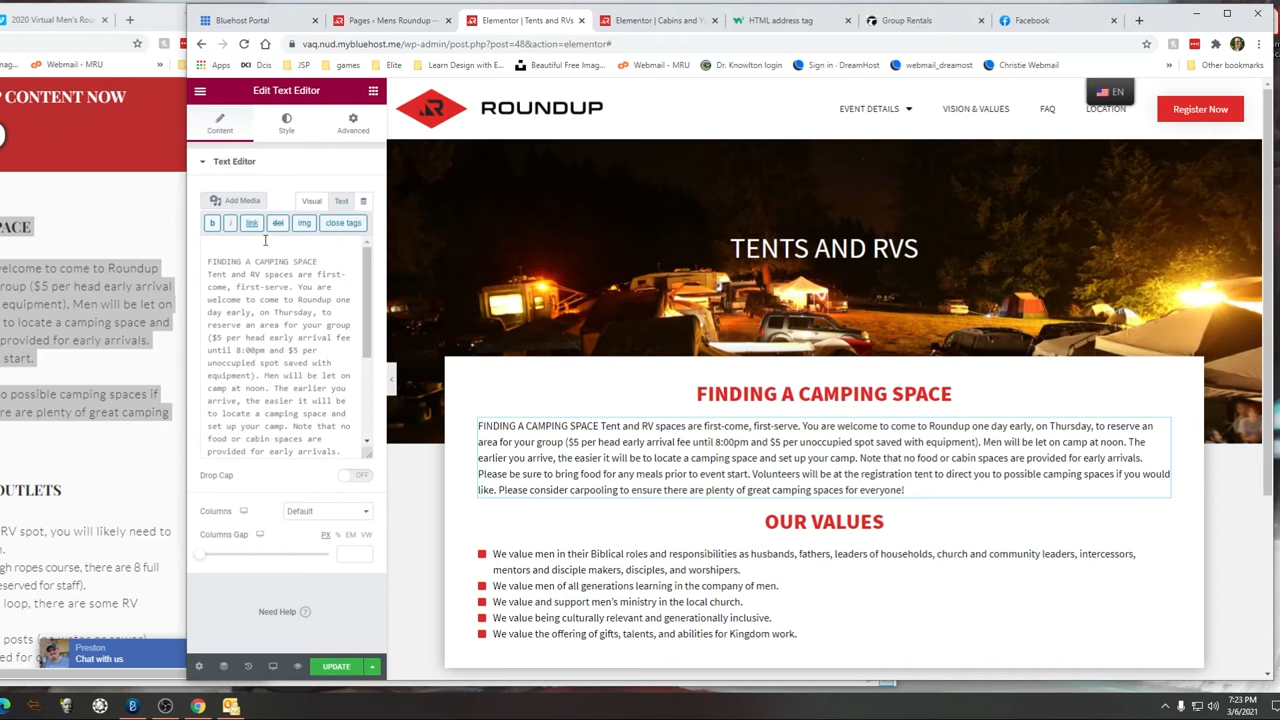 2020 Virtual Men's Rou
Bluehost Portal
Pages ‹ Mens Roundup —
Elementor | Tents and RVs
Elementor | Cabins and Y
HTML address tag
Group Rentals
Facebook
vaq.nud.mybluehost.me/wp-admin/post.php?post=48&action=elementor#
Webmail - MRU
»
Apps
DCI Dcis
JSP
games
Elite
Learn Design with E...
Beautiful Free Imag...
Webmail - MRU
Dr. Knowlton login
Sign in · DreamHost
webmail_dreamost
Christie Webmail
»
Other bookmarks
P CONTENT NOW
PACE
welcome to come to Roundup
group ($5 per head early arrival
equipment). Men will be let on
to locate a camping space and
provided for early arrivals.
start.
to possible camping spaces if
ere are plenty of great camping
OUTLETS
RV spot, you will likely need to
gh ropes course, there are 8 full
served for staff).
loop, there are some RV
Preston
Chat with us
Edit Text Editor
Content
Style
Advanced
Text Editor
Add Media
Visual
Text
b
i
link
del
img
close tags
FINDING A CAMPING SPACE
Tent and RV spaces are first-
come, first-serve. You are
welcome to come to Roundup one
day early, on Thursday, to
reserve an area for your group
($5 per head early arrival fee
until 8:00pm and $5 per
unoccupied spot saved with
equipment). Men will be let on
camp at noon. The earlier you
arrive, the easier it will be
to locate a camping space and
set up your camp. Note that no
food or cabin spaces are
provided for early arrivals.
Drop Cap
OFF
Columns
Default
Columns Gap
PX % EM VW
Need Help
UPDATE
ROUNDUP
EVENT DETAILS
VISION & VALUES
FAQ
LOCATION
EN
Register Now
TENTS AND RVS
FINDING A CAMPING SPACE
FINDING A CAMPING SPACE Tent and RV spaces are first-come, first-serve. You are welcome to come to Roundup one day early, on Thursday, to reserve an
area for your group ($5 per head early arrival fee until 8:00pm and $5 per unoccupied spot saved with equipment). Men will be let on camp at noon. The
earlier you arrive, the easier it will be to locate a camping space and set up your camp. Note that no food or cabin spaces are provided for early arrivals.
Please be sure to bring food for any meals prior to event start. Volunteers will be at the registration tent to direct you to possible camping spaces if you would
like. Please consider carpooling to ensure there are plenty of great camping spaces for everyone!
OUR VALUES
We value men in their Biblical roles and responsibilities as husbands, fathers, leaders of households, church and community leaders, intercessors,
mentors and disciple makers, disciples, and worshipers.
We value men of all generations learning in the company of men.
We value and support men's ministry in the local church.
We value being culturally relevant and generationally inclusive.
We value the offering of gifts, talents, and abilities for Kingdom work.
7:23 PM
3/6/2021